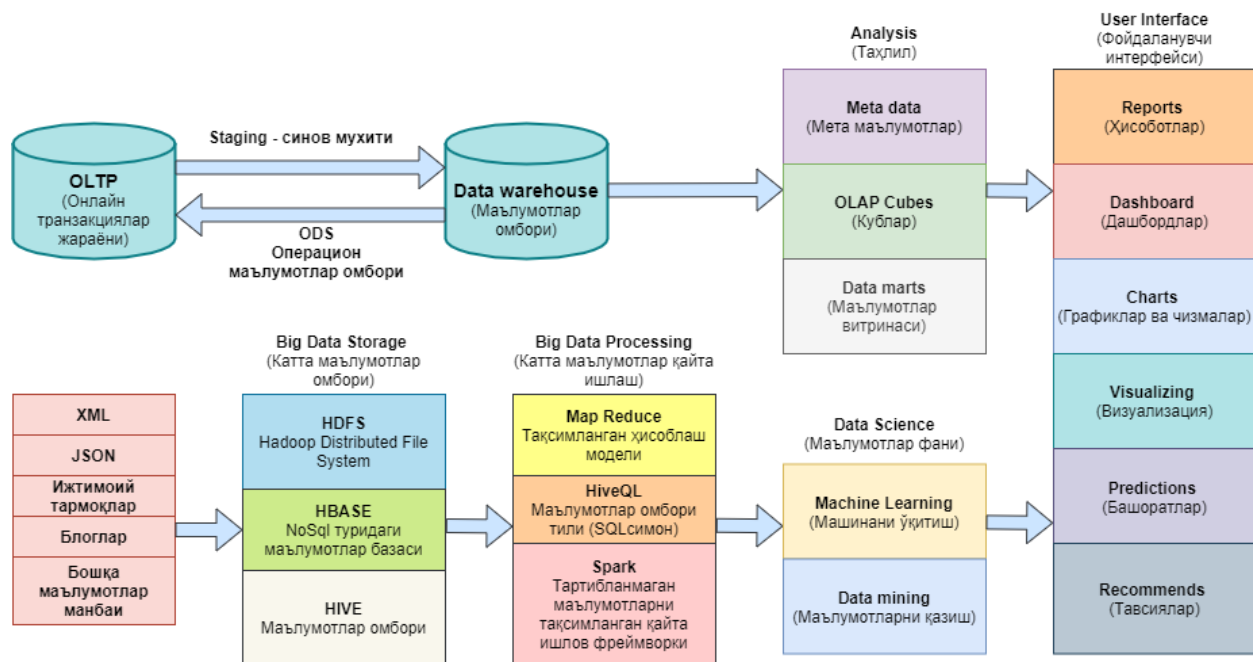 Analysis
(Таҳлил)
User Interface
(Фойдаланувчи
интерфейси)
Staging - синов мухити
OLTP
(Онлайн
транзакциялар
жараёни)
Data warehouse
(Маълумотлар
омбори)
ODS
Операцион
маълумотлар омбори
Meta data
(Мета маълумотлар)
OLAP Cubes
(Кублар)
Data marts
(Маълумотлар
витринаси)
Reports
(Ҳисоботлар)
Dashboard
(Дашбордлар)
Charts
(Графиклар ва чизмалар)
Visualizing
(Визуализация)
Predictions
(Башоратлар)
Recommends
(Тавсиялар)
Big Data Storage
(Катта маълумотлар
омбори)
Big Data Processing
(Катта маълумотлар қайта
ишлаш)
XML
JSON
Ижтимоий
тармоқлар
Блоглар
Бошқа
маълумотлар
манбаи
HDFS
Hadoop Distributed File
System
HBASE
NoSql туридаги
маълумотлар базаси
HIVE
Маълумотлар омбори
Map Reduce
Тақсимланган ҳисоблаш
модели
HiveQL
Маълумотлар омбори
тили (SQLсимон)
Spark
Тартибланмаган
маълумотларни
тақсимланган қайта
ишлов фреймворки
Data Science
(Маълумотлар фани)
Machine Learning
(Машинани ўқитиш)
Data mining
(Маълумотларни қазиш)